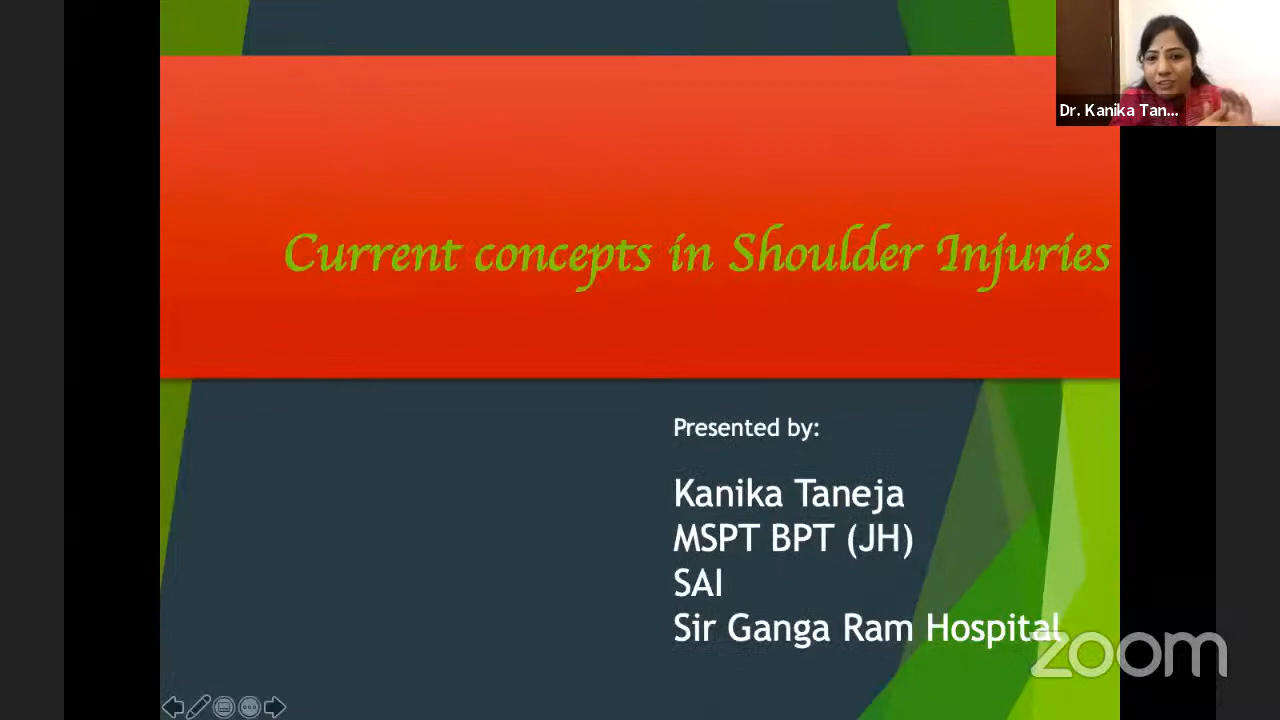 Dr. Kanika Tan...
Current concepts in Shoulder Injuries
Presented by:
Kanika Taneja
MSPT BPT (JH)
SAI
Sir Ganga Ram Hospital
zoom